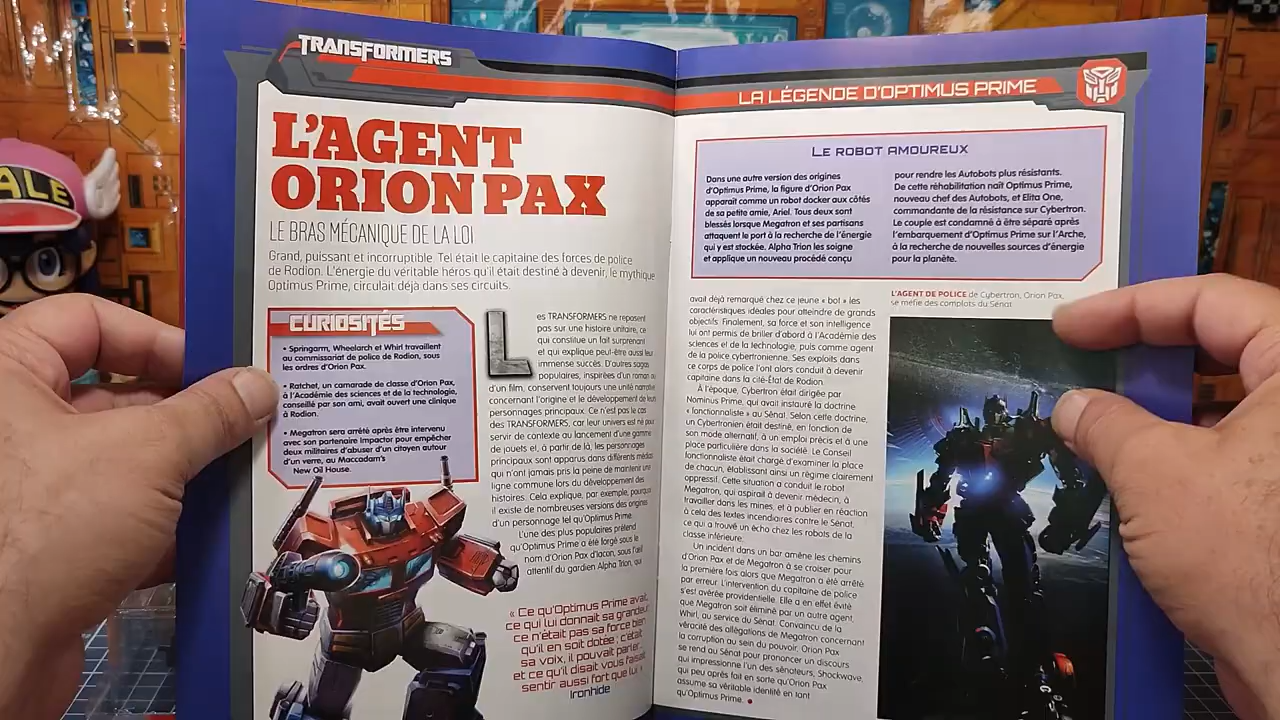 ALE
TRANSFORMERS
L'AGENT
ORION PAX
LE BRAS MÉCANIQUE DE LA LOI
Grand, puissant et incorruptible. Tel était le capitaine des forces de police
de Rodion. L'énergie du véritable héros qu'il était destiné à devenir, le mythique
Optimus Prime, circulait déjà dans ses circuits.
CURIOSITÉS
• Springarm, Wheelarch et Whirl travaillent
au commissariat de police de Rodion, sous
les ordres d'Orion Pax.
• Ratchet, un camarade de classe d'Orion Pax,
à l'Académie des sciences et de la technologie,
conseillé par son ami, avait ouvert une clinique
à Rodion.
• Megatron sera arrêté après être intervenu
avec son partenaire Impactor pour empêcher
deux militaires d'abuser d'un citoyen autour
d'un verre, au Maccadam's
New Oil House.
Les TRANSFORMERS ne reposent
pas sur une histoire unitaire, ce
qui constitue un fait surprenant
et qui explique peut-être aussi leur
immense succès. D'autres sagas
populaires, inspirées d'un roman ou
d'un film, conservent toujours une unité narrative
concernant l'origine et le développement de leurs
personnages principaux. Ce n'est pas le cas
des TRANSFORMERS, car leur univers est né pour
servir de contexte au lancement d'une gamme
de jouets et, à partir de là, les personnages
principaux sont apparus dans différents médias
qui n'ont jamais pris la peine de maintenir une
ligne commune lors du développement des
histoires. Cela explique, par exemple, pourquoi
il existe de nombreuses versions des origines
d'un personnage tel qu'Optimus Prime.
L'une des plus populaires prétend
qu'Optimus Prime a été forgé sous le
nom d'Orion Pax d'Iacon, sous l'œil
attentif du gardien Alpha Trion, qui
« Ce qu'Optimus Prime avait,
ce qui lui donnait sa grandeur,
ce n'était pas sa force bien
qu'il en soit dotée ; c'était
sa voix, il pouvait parler...
et ce qu'il disait vous faisait
sentir aussi fort que lui »
Ironhide
LA LÉGENDE D'OPTIMUS PRIME
LE ROBOT AMOUREUX
Dans une autre version des origines
d'Optimus Prime, la figure d'Orion Pax
apparaît comme un robot docker aux côtés
de sa petite amie, Ariel. Tous deux sont
blessés lorsque Megatron et ses partisans
attaquent le port à la recherche de l'énergie
qui y est stockée. Alpha Trion les soigne
et applique un nouveau procédé conçu
pour rendre les Autobots plus résistants.
De cette réhabilitation naît Optimus Prime,
nouveau chef des Autobots, et Elita One,
commandante de la résistance sur Cybertron.
Le couple est condamné à être séparé après
l'embarquement d'Optimus Prime sur l'Arche,
à la recherche de nouvelles sources d'énergie
pour la planète.
avait déjà remarqué chez ce jeune « bot » les
caractéristiques idéales pour atteindre de grands
objectifs. Finalement, sa force et son intelligence
lui ont permis de briller d'abord à l'Académie des
sciences et de la technologie, puis comme agent
de la police cybertronienne. Ses exploits dans
ce corps de police l'ont alors conduit à devenir
capitaine dans la cité-État de Rodion.
À l'époque, Cybertron était dirigée par
Nominus Prime, qui avait instauré la doctrine
« fonctionnaliste » au Sénat. Selon cette doctrine,
un Cybertronien était destiné, en fonction de
son mode alternatif, à un emploi précis et à une
place particulière dans la société. Le Conseil
fonctionnaliste était chargé d'examiner la place
de chacun, établissant ainsi un régime clairement
oppressif. Cette situation a conduit le robot
Megatron, qui aspirait à devenir médecin, à
travailler dans les mines, et à publier en réaction
à cela des textes incendiaires contre le Sénat,
ce qui a trouvé un écho chez les robots de la
classe inférieure.
Un incident dans un bar amène les chemins
d'Orion Pax et de Megatron à se croiser pour
la première fois alors que Megatron a été arrêté
par erreur. L'intervention du capitaine de police
s'est avérée providentielle. Elle a en effet évité
que Megatron soit éliminé par un autre agent,
Whirl, au service du Sénat. Convaincu de la
véracité des allégations de Megatron concernant
la corruption au sein du pouvoir, Orion Pax
se rend au Sénat pour prononcer un discours
qui impressionne l'un des sénateurs, Shockwave,
qui peu après fait en sorte qu'Orion Pax
assume sa véritable identité en tant
qu'Optimus Prime.
L'AGENT DE POLICE de Cybertron, Orion Pax,
se méfie des complots du Sénat.